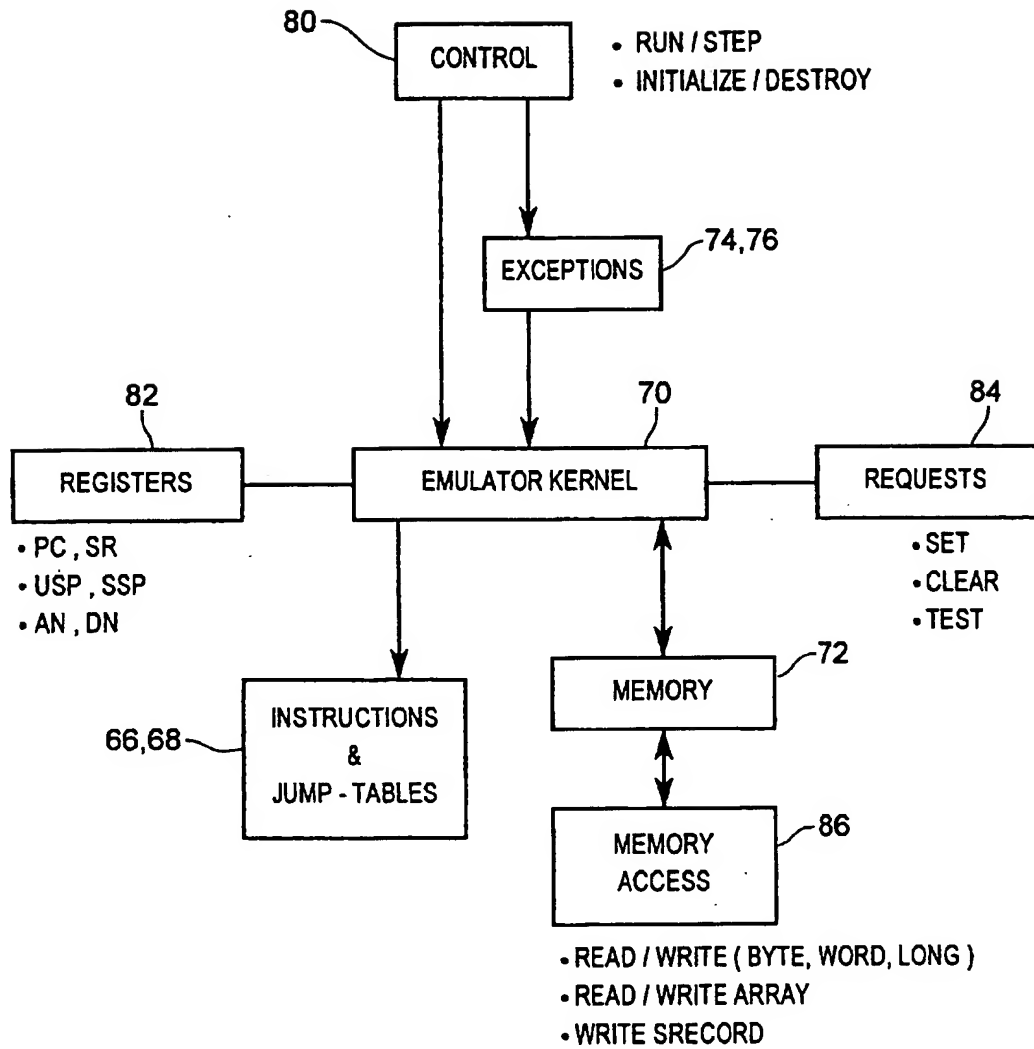 80
CONTROL
• RUN / STEP
• INITIALIZE / DESTROY
74,76
EXCEPTIONS
82
70
84
REGISTERS
EMULATOR KERNEL
REQUESTS
• PC , SR
• USP , SSP
• AN , DN
• SET
• CLEAR
• TEST
72
MEMORY
66,68
INSTRUCTIONS
&
JUMP - TABLES
86
MEMORY
ACCESS
• READ / WRITE ( BYTE, WORD, LONG )
• READ / WRITE ARRAY
• WRITE SRECORD